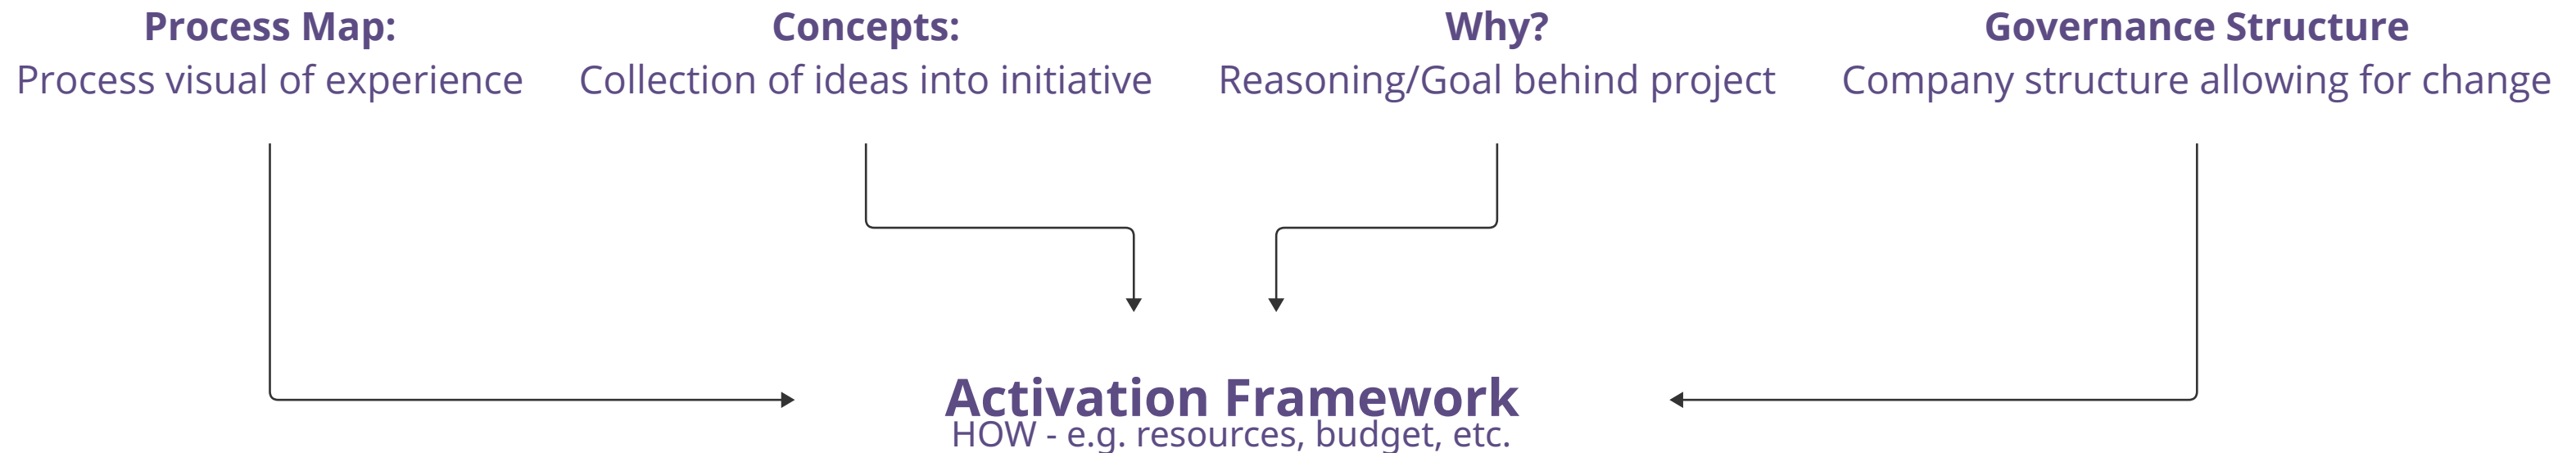 Process Map:
Process visual of experience
Concepts:
Collection of ideas into initiative
Why?
Reasoning/Goal behind project
Governance Structure
Company structure allowing for change
Activation Framework
HOW - e.g. resources, budget, etc.